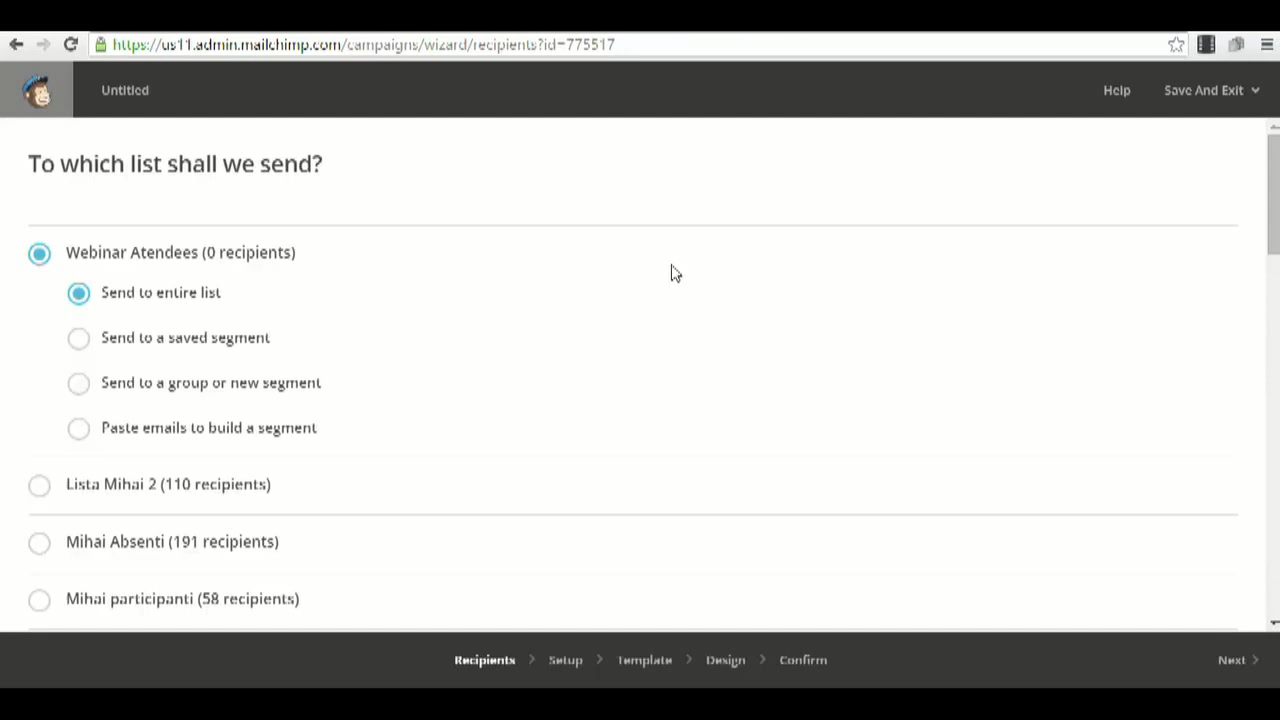 https://us11.admin.mailchimp.com/campaigns/wizard/recipients?id=775517
Untitled
Help
Save And Exit
To which list shall we send?
Webinar Atendees (0 recipients)
Send to entire list
Send to a saved segment
Send to a group or new segment
Paste emails to build a segment
Lista Mihai 2 (110 recipients)
Mihai Absenti (191 recipients)
Mihai participanti (58 recipients)
Recipients > Setup > Template > Design > Confirm
Next >